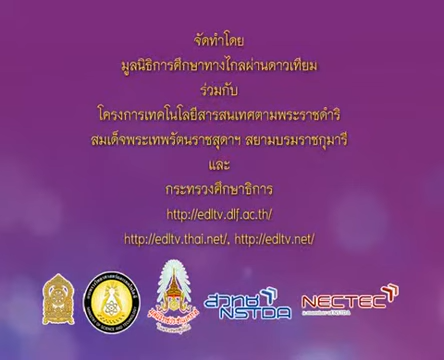 จัดทำโดย
มูลนิธิการศึกษาทางไกลผ่านดาวเทียม
ร่วมกับ
โครงการเทคโนโลยีสารสนเทศตามพระราชดำริ
สมเด็จพระเทพรัตนราชสุดาฯ สยามบรมราชกุมารี
และ
กระทรวงศึกษาธิการ
http://edltv.dlf.ac.th/
http://edltv.thai.net/, http://edltv.net/
สวทช
NSTDA
NECTEC
a member of NSTDA